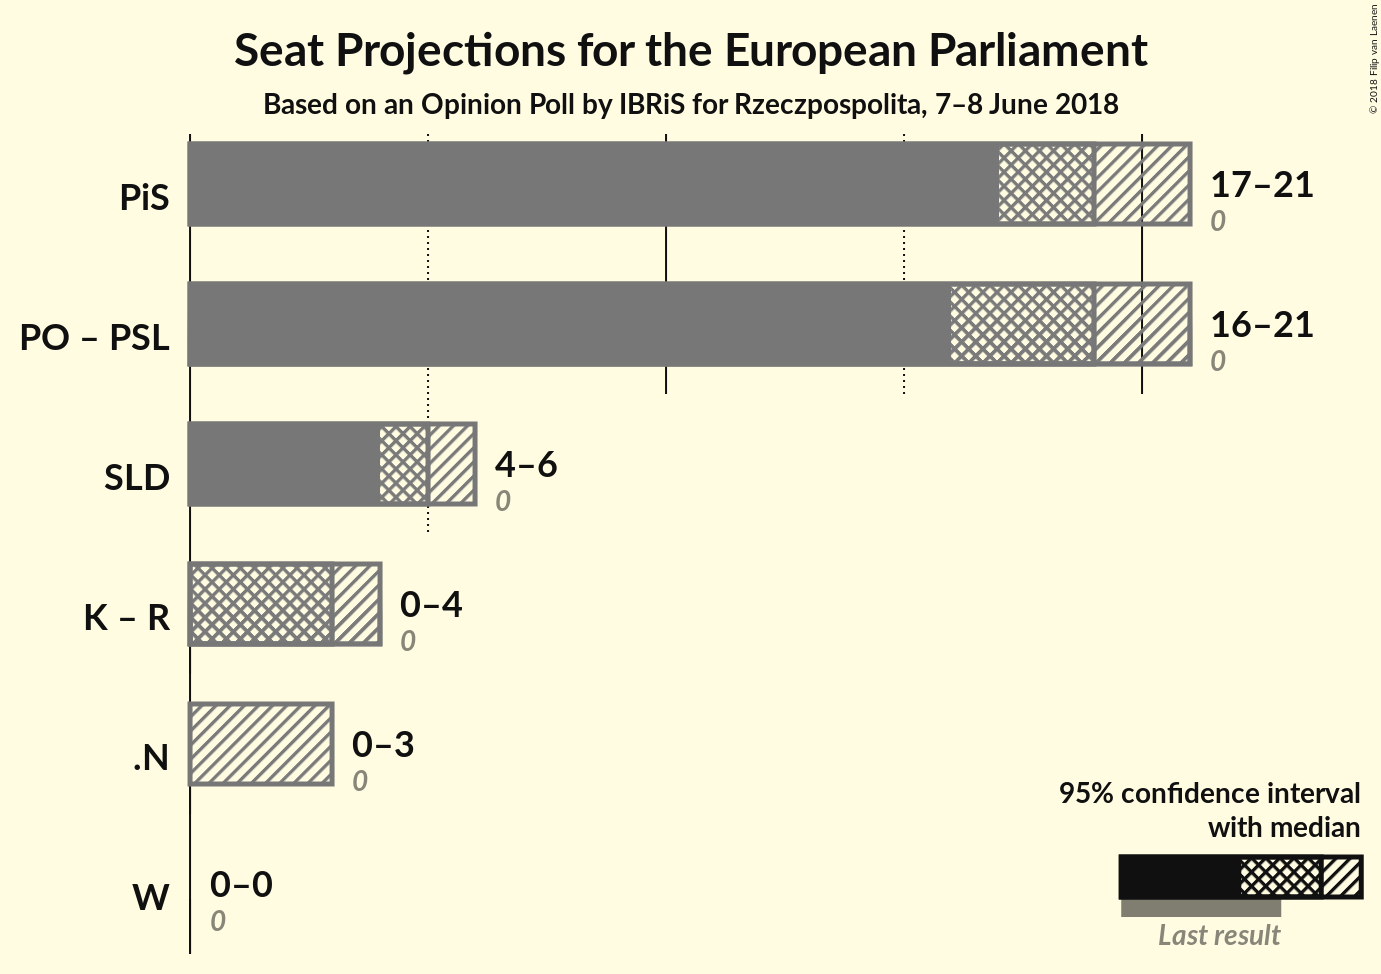 Seat Projections for the European Parliament
Based on an Opinion Poll by IBRiS for Rzeczpospolita, 7–8 June 2018
© 2018 Filip van Laenen
PiS
17–21
0
PO – PSL
16–21
0
SLD
4–6
0
K – R
0–4
0
.N
0–3
0
W
0–0
0
95% confidence interval
with median
Last result